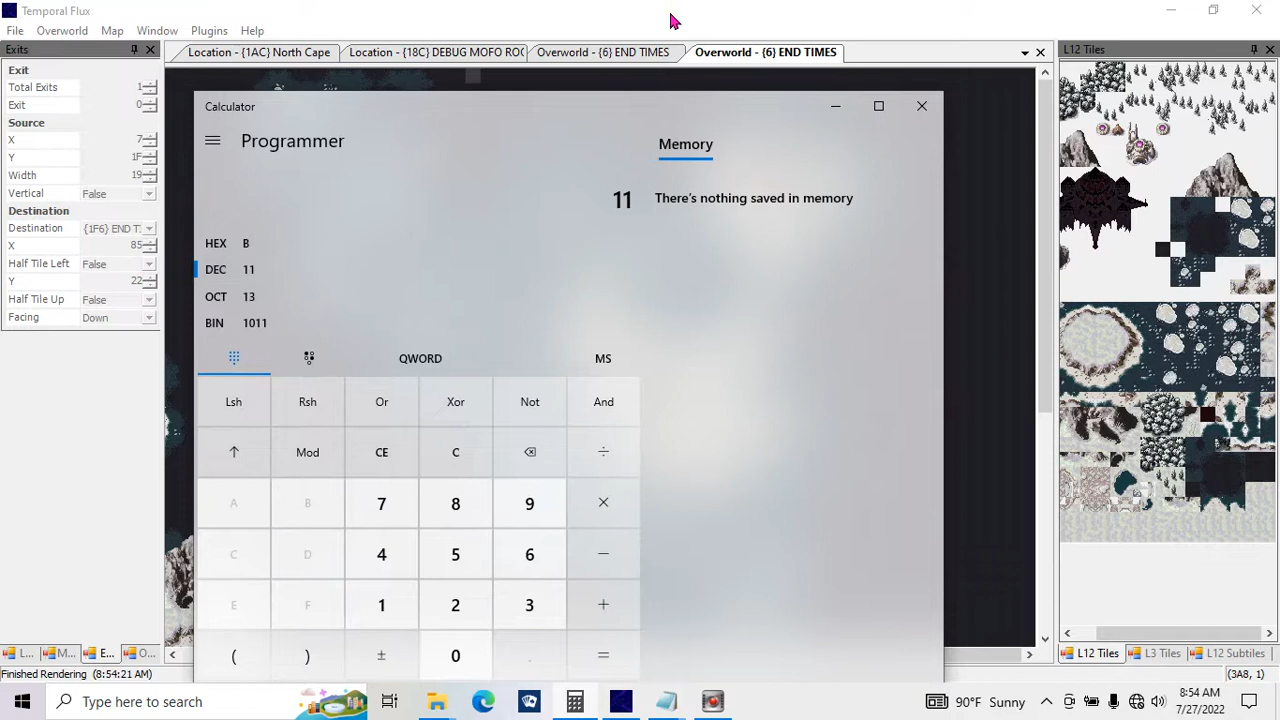 Temporal Flux
File Overworld Map Window Plugins Help
Exits
Location - {1AC} North Cape
Location - {18C} DEBUG MOFO ROO
Overworld - {6} END TIMES
Overworld - {6} END TIMES
L12 Tiles
Exit
Total Exits 1
Exit 0
Source
X 7
Y 1F
Width 19
Vertical False
Destination
Destination {1F6} END T
X 85
Half Tile Left False
Y 22
Half Tile Up False
Facing Down
Calculator
Programmer
Memory
11
There's nothing saved in memory
HEX B
DEC 11
OCT 13
BIN 1011
QWORD MS
Lsh Rsh Or Xor Not And
↑ Mod CE C ⌫ ÷
A B 7 8 9 ×
C D 4 5 6 −
E F 1 2 3 +
( ) ± 0 . =
L... M... E... O...
L12 Tiles L3 Tiles L12 Subtiles
Finished Rendering (8:54:21 AM)
(3A8, 1)
Type here to search
90°F Sunny
8:54 AM
7/27/2022